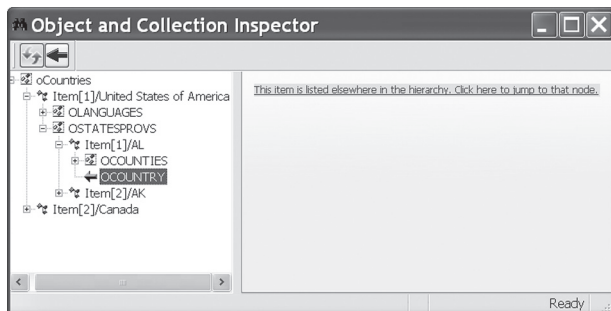 Object and Collection Inspector
oCountries
Item[1]/United States of America
OLANGUAGES
OSTATESPROVS
Item[1]/AL
OCOUNTIES
OCOUNTRY
Item[2]/AK
Item[2]/Canada
This item is listed elsewhere in the hierarchy. Click here to jump to that node.
Ready